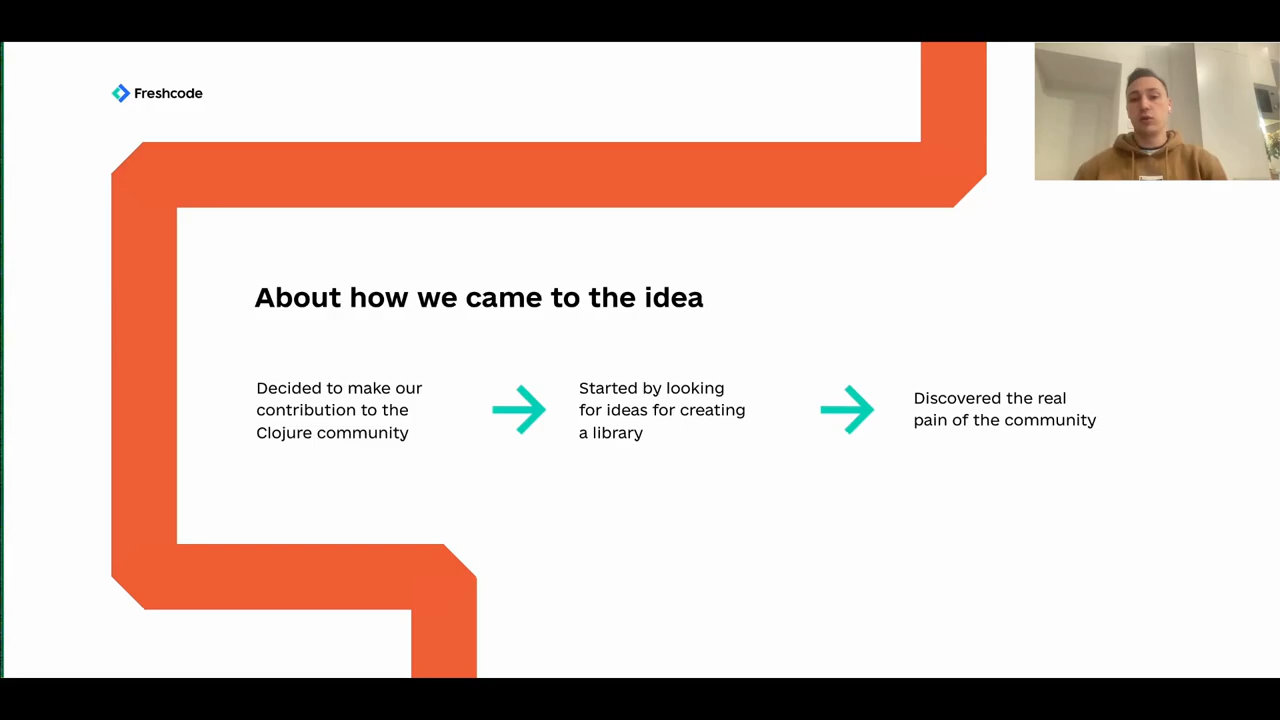 Freshcode
About how we came to the idea
Decided to make our
contribution to the
Clojure community
Started by looking
for ideas for creating
a library
Discovered the real
pain of the community